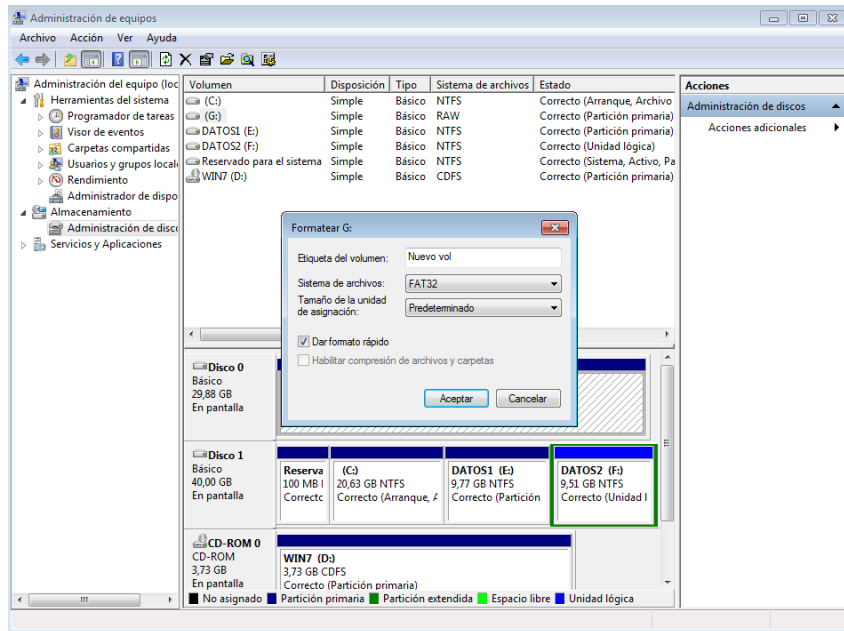 Administración de equipos
Archivo Acción Ver Ayuda
Administración del equipo (loc
Herramientas del sistema
Programador de tareas
Visor de eventos
Carpetas compartidas
Usuarios y grupos locale
Rendimiento
Administrador de dispo
Almacenamiento
Administración de disco
Servicios y Aplicaciones
Volumen Disposición Tipo Sistema de archivos Estado
(C:) Simple Básico NTFS Correcto (Arranque, Archivo
(G:) Simple Básico RAW Correcto (Partición primaria)
DATOS1 (E:) Simple Básico NTFS Correcto (Partición primaria)
DATOS2 (F:) Simple Básico NTFS Correcto (Unidad lógica)
Reservado para el sistema Simple Básico NTFS Correcto (Sistema, Activo, Pa
WIN7 (D:) Simple Básico CDFS Correcto (Partición primaria)
Acciones
Administración de discos
Acciones adicionales
Formatear G:
Etiqueta del volumen: Nuevo vol
Sistema de archivos: FAT32
Tamaño de la unidad
de asignación: Predeterminado
Dar formato rápido
Habilitar compresión de archivos y carpetas
Aceptar Cancelar
Disco 0
Básico
29,88 GB
En pantalla
Disco 1
Básico
40,00 GB
En pantalla
Reserva
100 MB
Correcto
(C:)
20,63 GB NTFS
Correcto (Arranque, A
DATOS1 (E:)
9,77 GB NTFS
Correcto (Partición
DATOS2 (F:)
9,51 GB NTFS
Correcto (Unidad l
CD-ROM 0
CD-ROM
3,73 GB
En pantalla
WIN7 (D:)
3,73 GB CDFS
Correcto (Partición primaria)
No asignado Partición primaria Partición extendida Espacio libre Unidad lógica